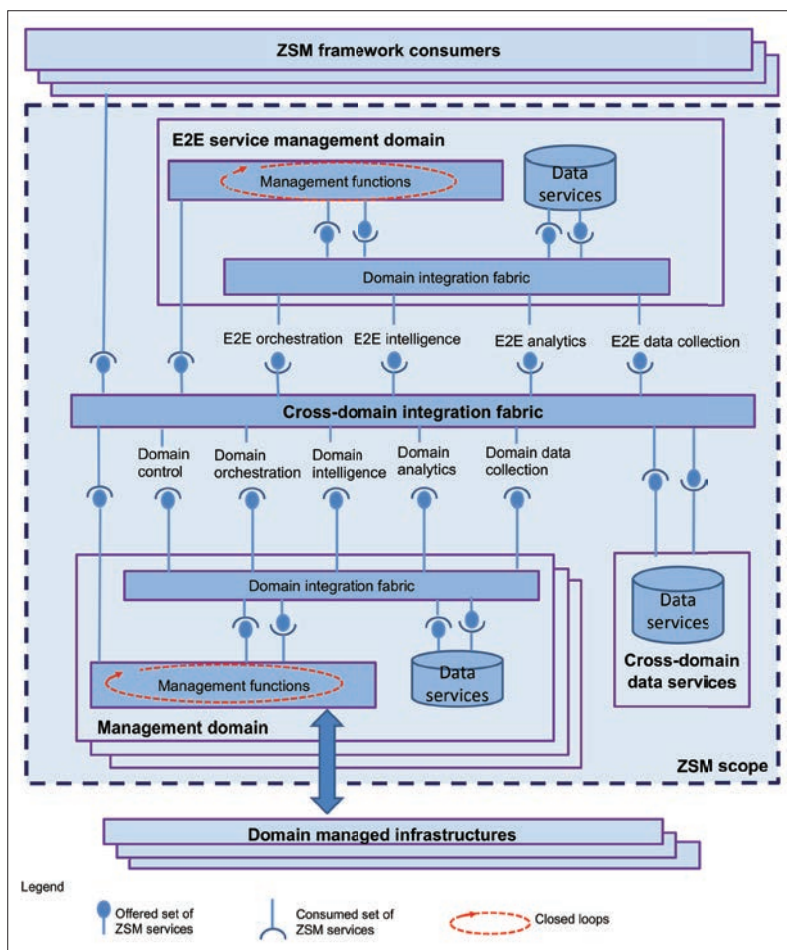 ZSM framework consumers
E2E service management domain
Management functions
Data
services
Domain integration fabric
E2E orchestration
E2E intelligence
E2E analytics
E2E data collection
Cross-domain integration fabric
Domain
control
Domain
orchestration
Domain
intelligence
Domain
analytics
Domain data
collection
Domain integration fabric
Management functions
Data
services
Management domain
Data
services
Cross-domain
data services
ZSM scope
Domain managed infrastructures
Legend
Offered set of
ZSM services
Consumed set of
ZSM services
Closed loops